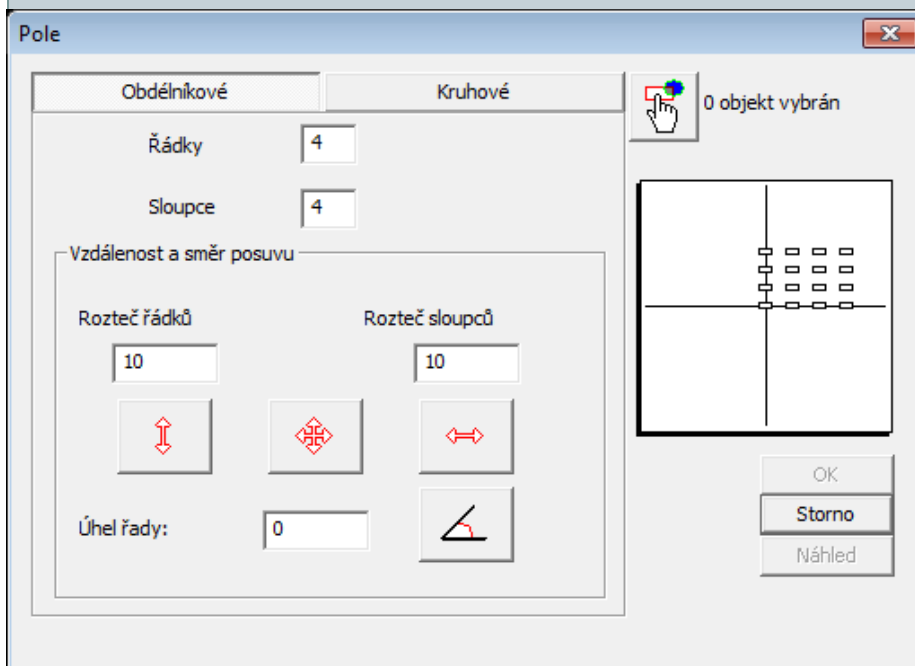 Pole
Obdélníkové
Kruhové
0 objekt vybrán
Řádky
4
Sloupce
4
Vzdálenost a směr posuvu
Rozteč řádků
Rozteč sloupců
10
10
Úhel řady:
0
OK
Storno
Náhled